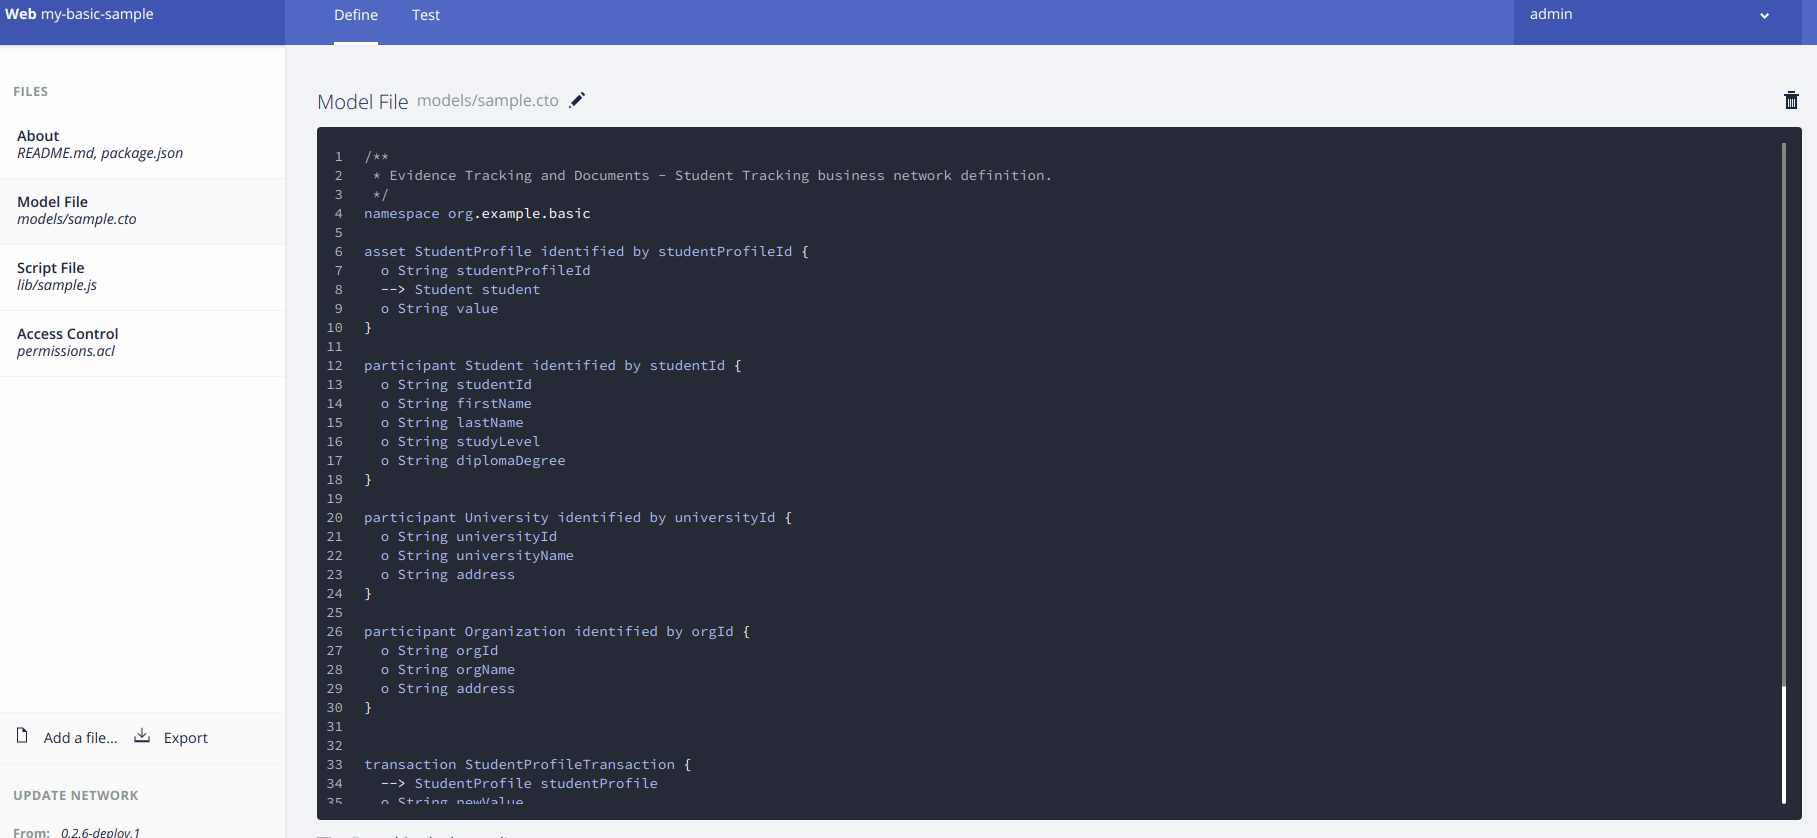 Web my-basic-sample
Define
Test
admin
FILES
About
README.md, package.json
Model File
models/sample.cto
Script File
lib/sample.js
Access Control
permissions.acl
Add a file...
Export
UPDATE NETWORK
From: 0.2.6-deploy.1
Model File models/sample.cto
1 /**
2  * Evidence Tracking and Documents – Student Tracking business network definition.
3  */
4 namespace org.example.basic
5
6 asset StudentProfile identified by studentProfileId {
7   o String studentProfileId
8   --> Student student
9   o String value
10 }
11
12 participant Student identified by studentId {
13   o String studentId
14   o String firstName
15   o String lastName
16   o String studyLevel
17   o String diplomaDegree
18 }
19
20 participant University identified by universityId {
21   o String universityId
22   o String universityName
23   o String address
24 }
25
26 participant Organization identified by orgId {
27   o String orgId
28   o String orgName
29   o String address
30 }
31
32
33 transaction StudentProfileTransaction {
34   --> StudentProfile studentProfile
35   o String newValue